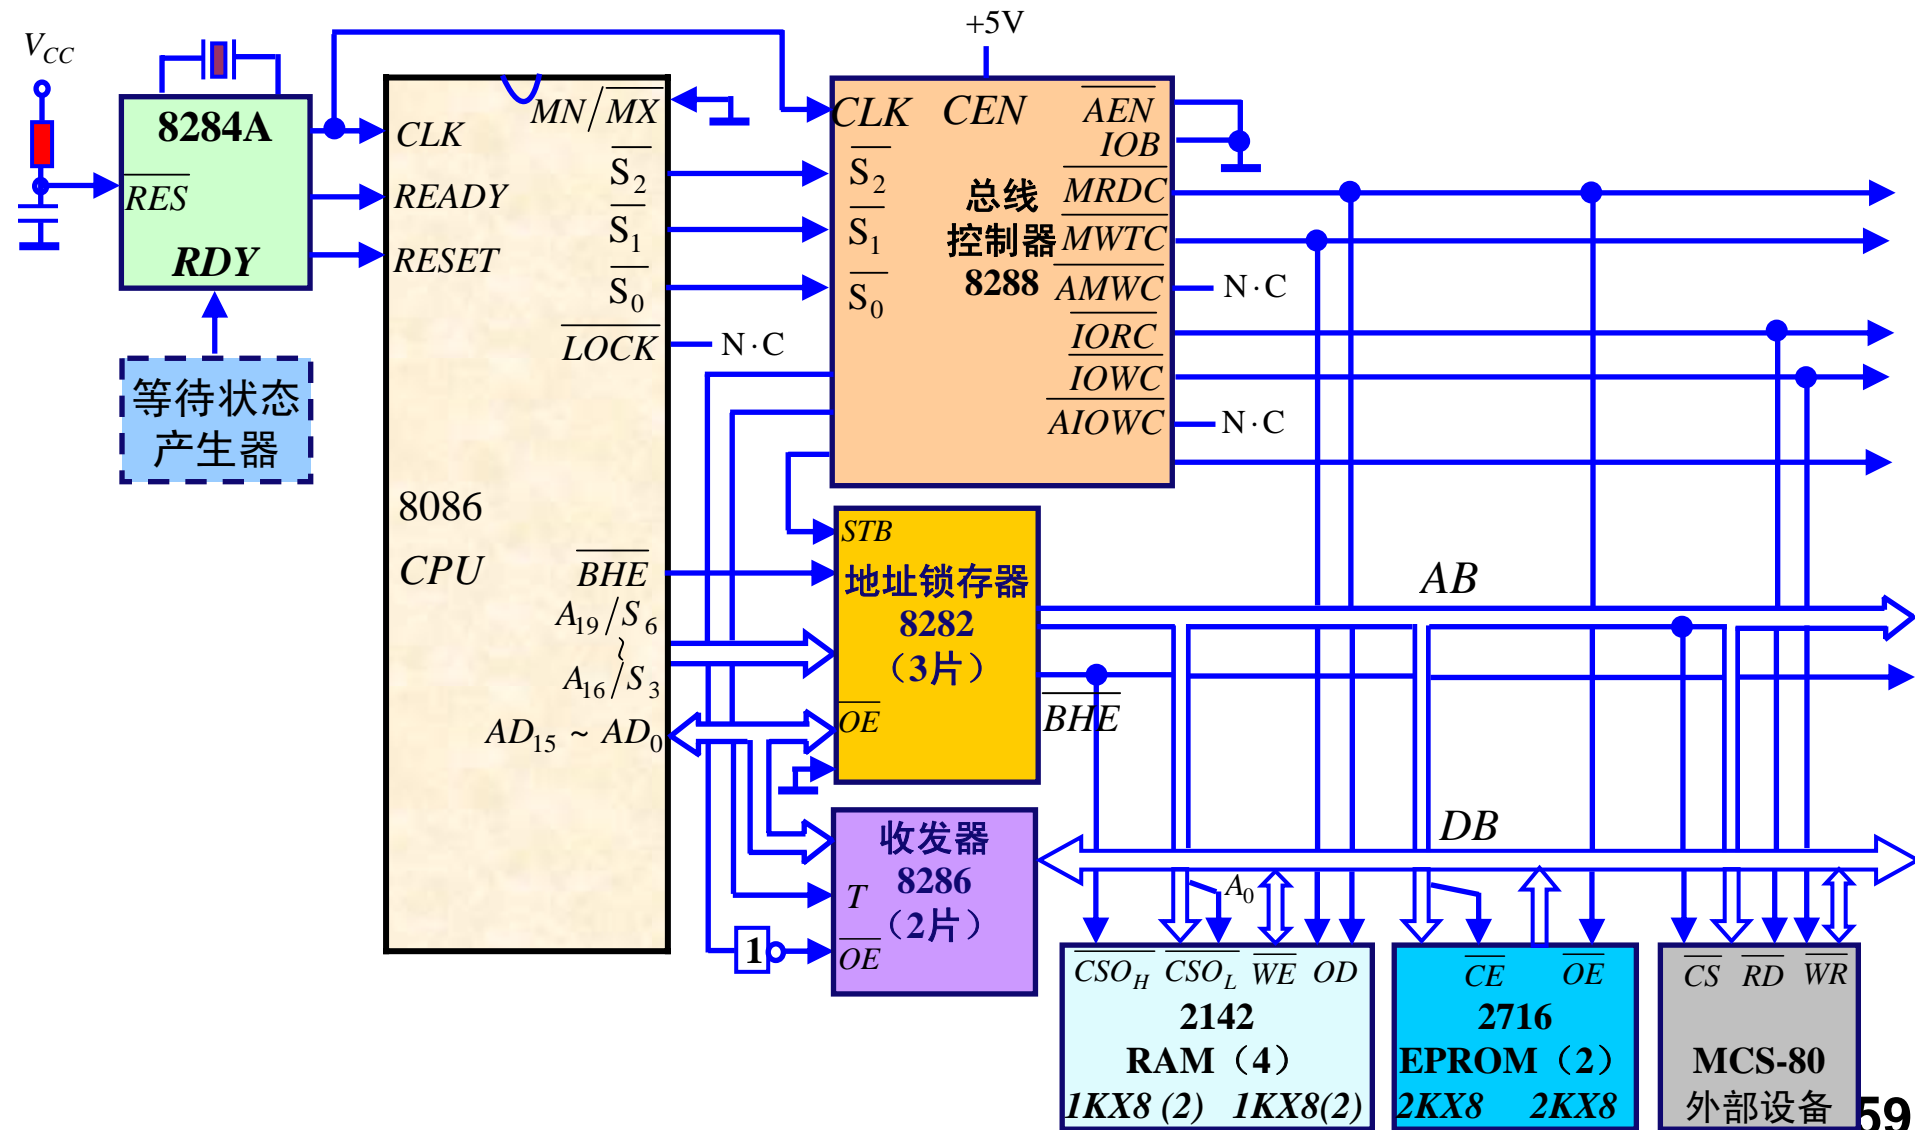 +5V
V_CC
8284A
RES
RDY
等待状态
产生器
CLK
READY
RESET
8086
CPU
MN/MX
S2
S1
S0
LOCK
N·C
BHE
A19/S6
~
A16/S3
AD15 ~ AD0
CLK CEN
S2
S1
S0
总线
控制器
8288
AEN
IOB
MRDC
MWTC
AMWC
N·C
IORC
IOWC
AIOWC
N·C
STB
地址锁存器
8282
（3片）
OE
BHE
AB
收发器
8286
（2片）
T
OE
1
DB
A0
CSO_H CSO_L WE OD
2142
RAM（4）
1KX8 (2) 1KX8(2)
CE OE
2716
EPROM（2）
2KX8 2KX8
CS RD WR
MCS-80
外部设备
59